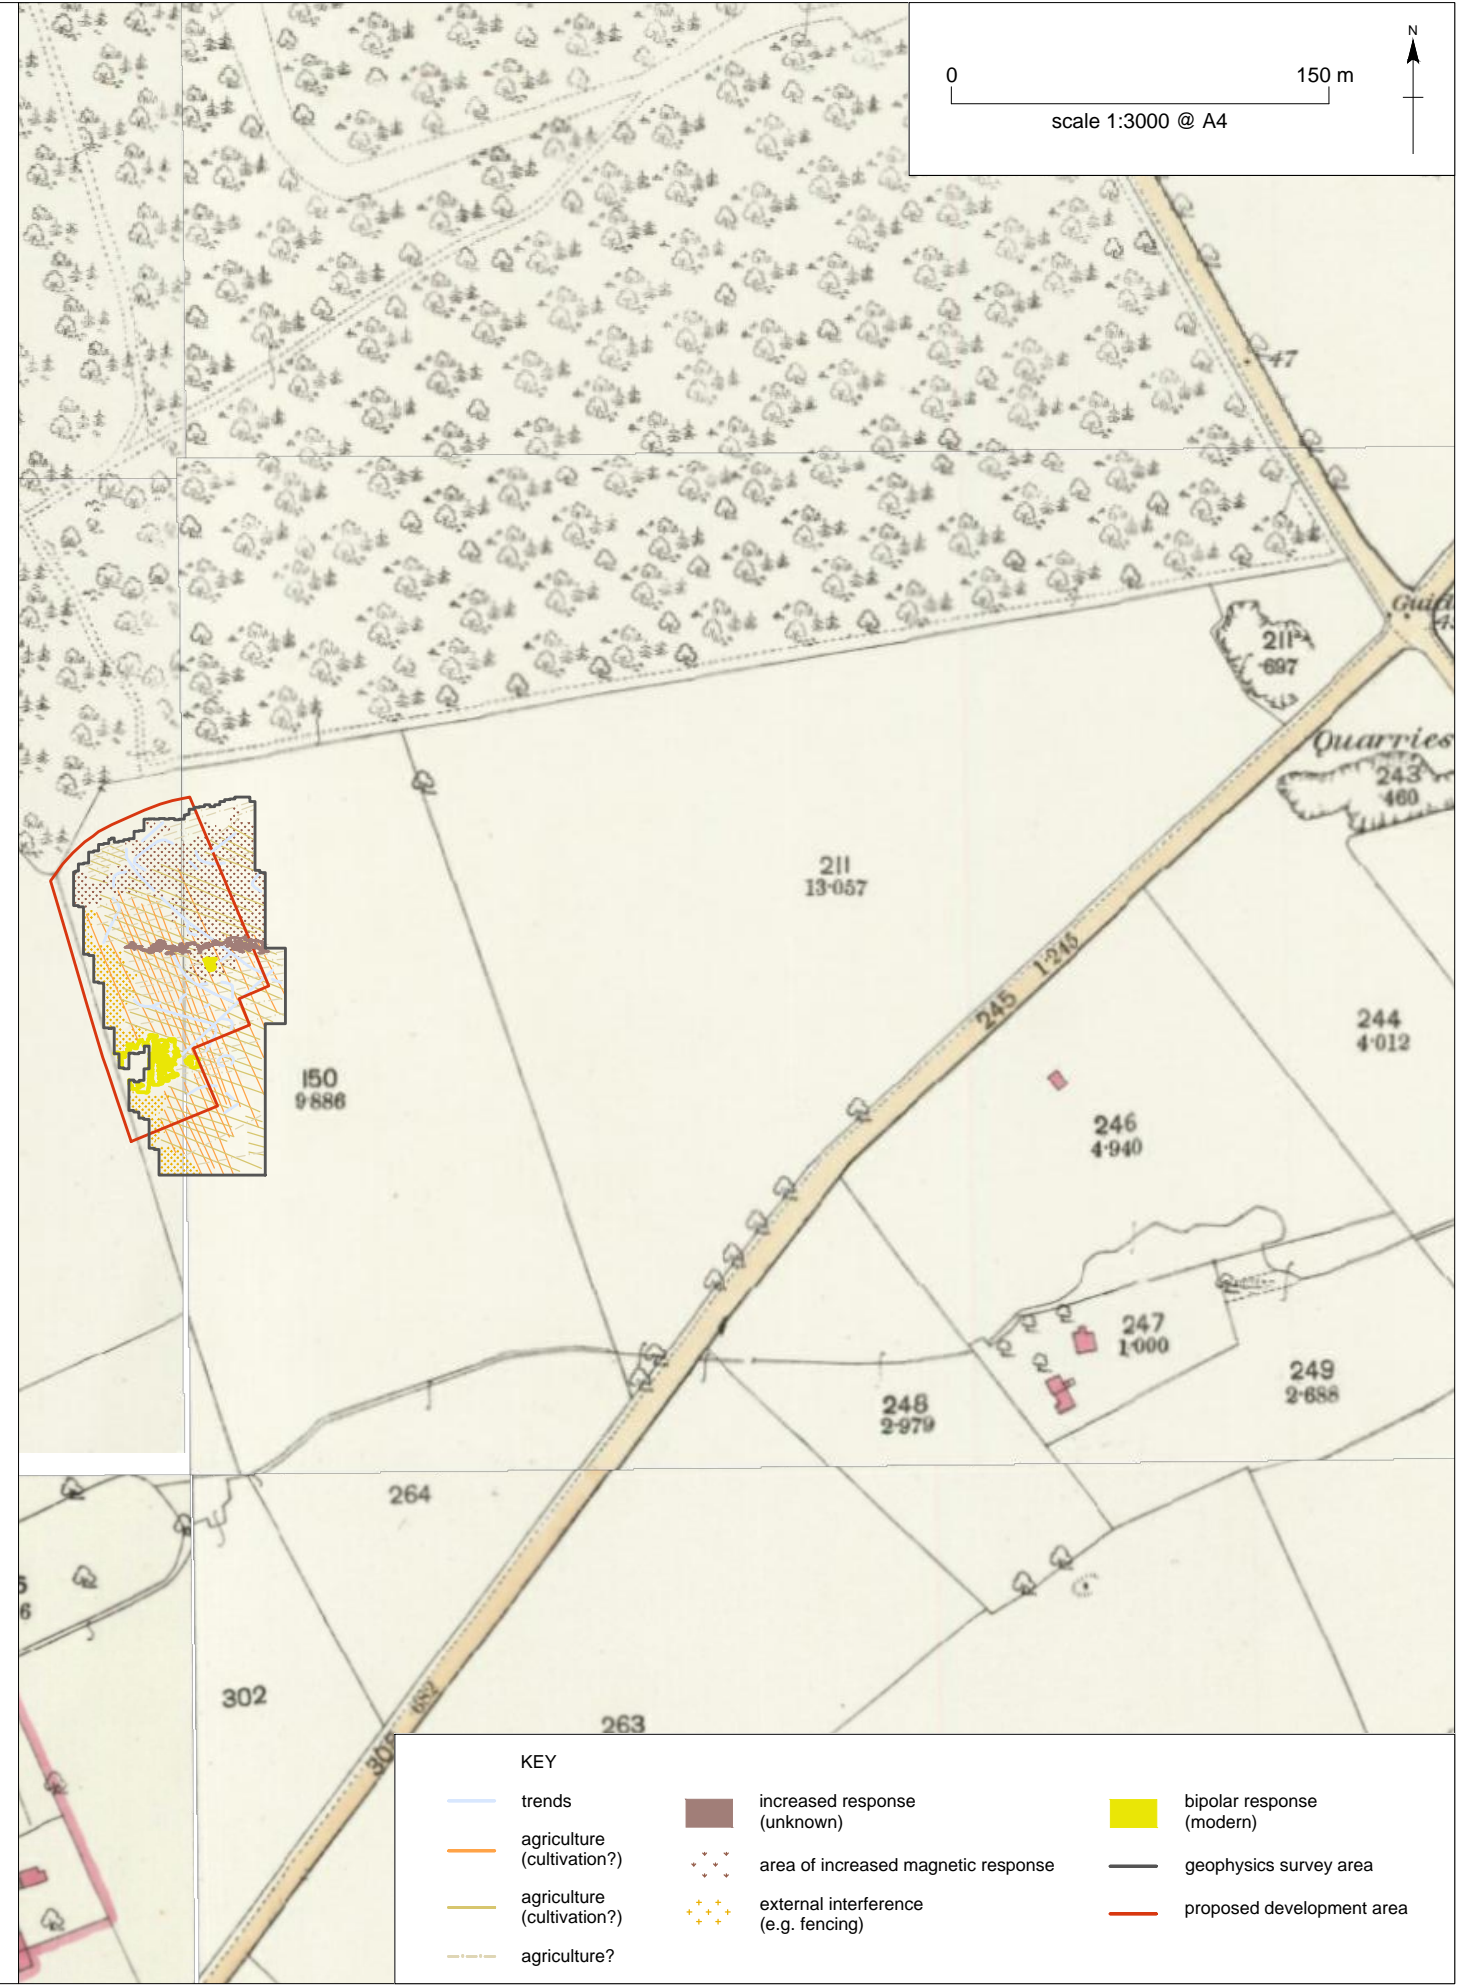 N
0 150 m
scale 1:3000 @ A4
47
211
·697
Quarries
243
·460
211
13·057
1·245
245
244
4·012
150
9·886
246
4·940
247
1·000
249
2·688
248
2·979
264
302
·682
263
KEY
trends
agriculture
(cultivation?)
agriculture
(cultivation?)
agriculture?
increased response
(unknown)
area of increased magnetic response
external interference
(e.g. fencing)
bipolar response
(modern)
geophysics survey area
proposed development area